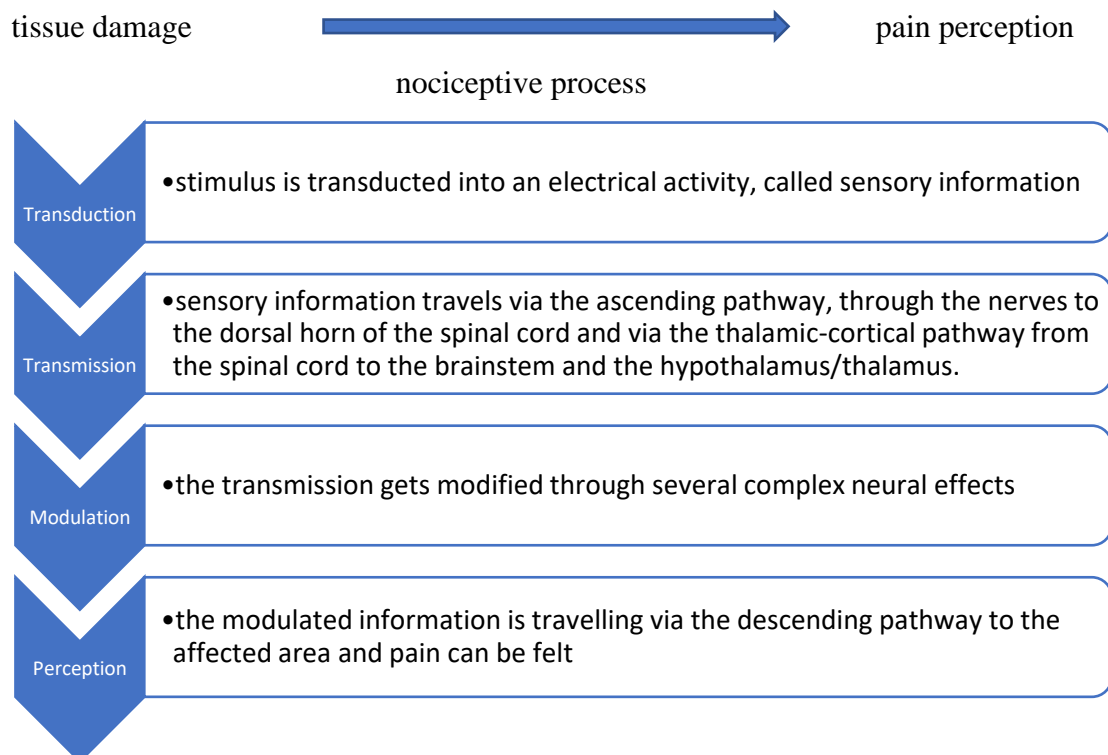 tissue damage pain perception
nociceptive process
Transduction
•stimulus is transducted into an electrical activity, called sensory information
Transmission
•sensory information travels via the ascending pathway, through the nerves to
the dorsal horn of the spinal cord and via the thalamic-cortical pathway from
the spinal cord to the brainstem and the hypothalamus/thalamus.
Modulation
•the transmission gets modified through several complex neural effects
Perception
•the modulated information is travelling via the descending pathway to the
affected area and pain can be felt